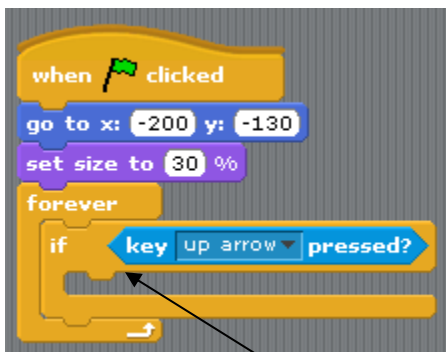 when clicked
go to x: -200 y: -130
set size to 30 %
forever
if key up arrow pressed?